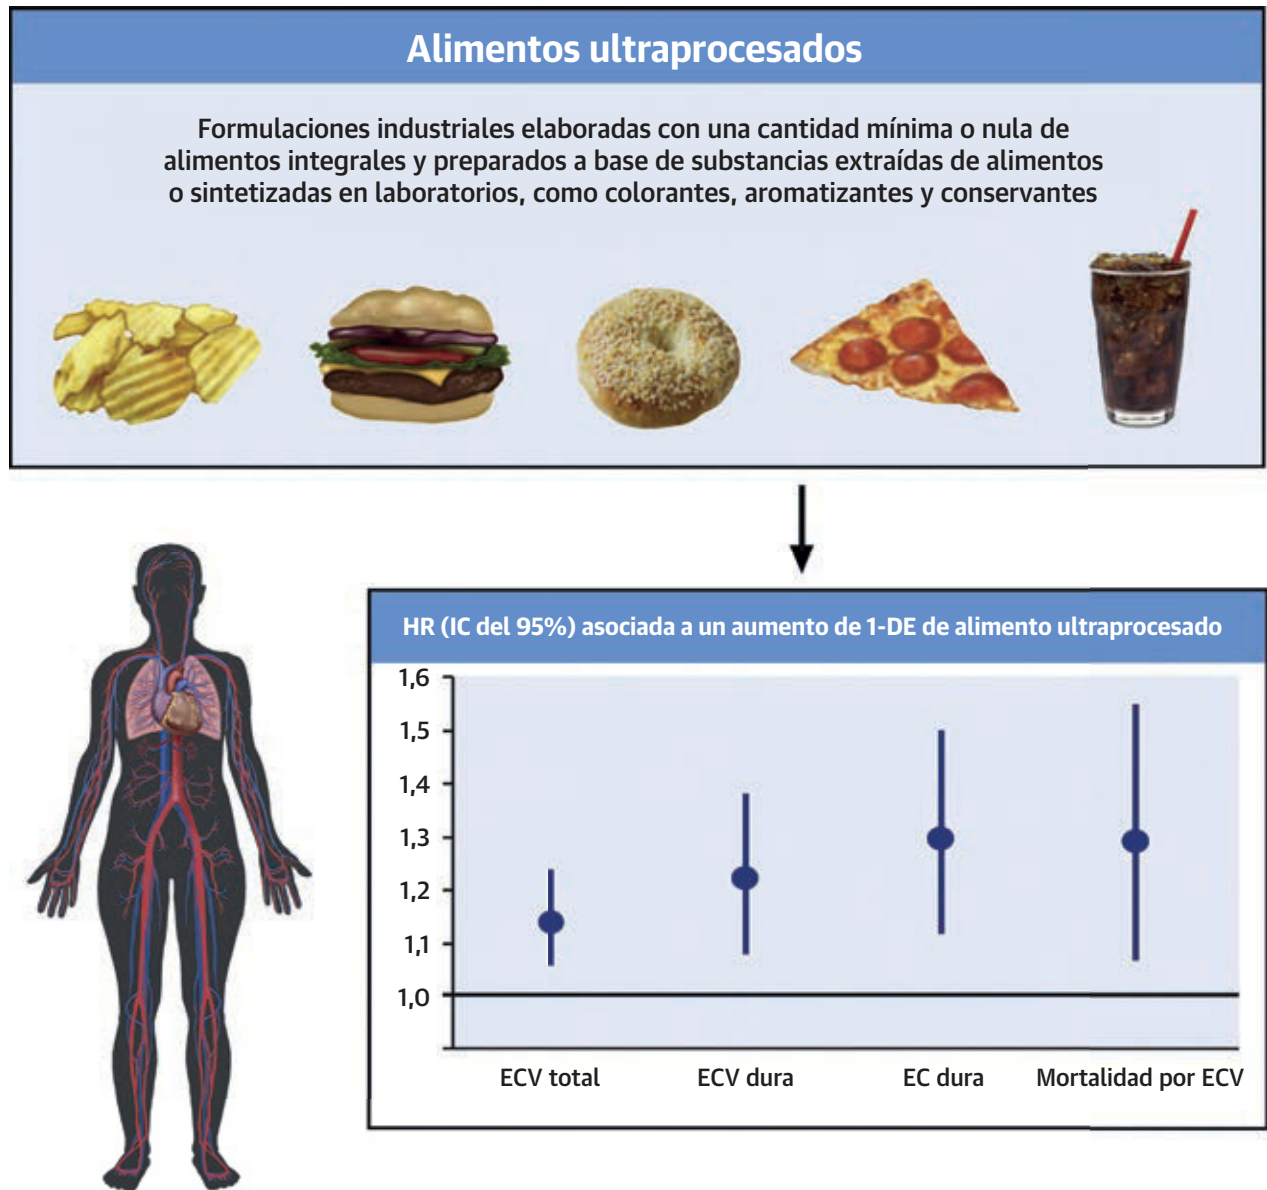 Alimentos ultraprocesados
Formulaciones industriales elaboradas con una cantidad mínima o nula de
alimentos integrales y preparados a base de substancias extraídas de alimentos
o sintetizadas en laboratorios, como colorantes, aromatizantes y conservantes
HR (IC del 95%) asociada a un aumento de 1-DE de alimento ultraprocesado
1,6
1,5
1,4
1,3
1,2
1,1
1,0
ECV total
ECV dura
EC dura
Mortalidad por ECV